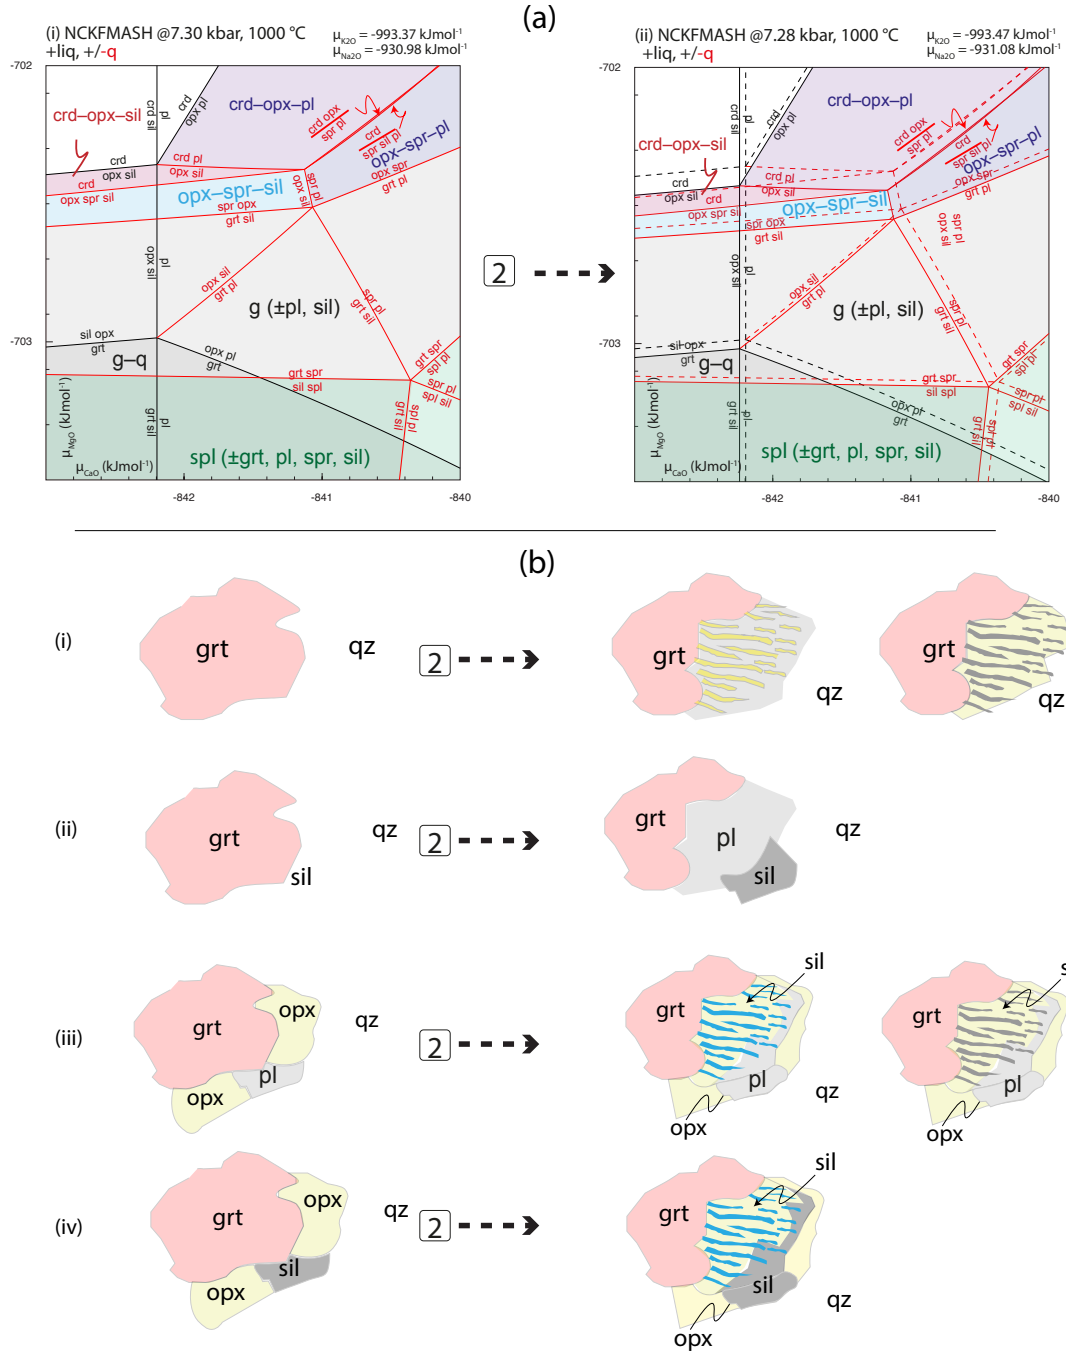 (a)
(i) NCKFMASH @7.30 kbar, 1000 °C
+liq, +/-q
μK2O = -993.37 kJmol-1
μNa2O = -930.98 kJmol-1
-702
-703
crd–opx–sil
crd–opx–pl
opx–spr–pl
opx–spr–sil
g (±pl, sil)
g–q
spl (±grt, pl, spr, sil)
crd sil
pl
crd
opx pl
crd
opx sil
crd pl
opx sil
crd
opx spr sil
crd opx
spr pl
crd
spr sil pl
opx spr
grt pl
spr pl
opx sil
spr opx
grt sil
opx sil
pl
opx sil
grt pl
spr pl
grt sil
sil opx
grt
opx pl
grt
grt spr
sil spl
grt spr
spl pl
spr pl
spl sil
spl pl
grt sil
grt sil
pl
μMgO (kJmol-1)
μCaO (kJmol-1)
-842
-841
-840
2
(ii) NCKFMASH @7.28 kbar, 1000 °C
+liq, +/-q
μK2O = -993.47 kJmol-1
μNa2O = -931.08 kJmol-1
-702
-703
crd–opx–sil
crd–opx–pl
opx–spr–pl
opx–spr–sil
g (±pl, sil)
g–q
spl (±grt, pl, spr, sil)
crd sil
pl
crd
opx pl
crd
opx sil
crd pl
opx sil
crd
opx spr sil
crd opx
spr pl
crd
spr sil pl
opx spr
grt pl
spr pl
opx sil
spr opx
grt sil
opx sil
pl
opx sil
grt pl
spr pl
grt sil
sil opx
grt
opx pl
grt
grt spr
sil spl
grt spr
spl pl
spr pl
spl sil
spl pl
grt sil
grt sil
pl
μMgO (kJmol-1)
μCaO (kJmol-1)
-842
-841
-840
(b)
(i)
grt
qz
2
grt
qz
grt
qz
(ii)
grt
qz
sil
2
grt
pl
sil
qz
(iii)
grt
opx
pl
opx
qz
2
sil
grt
pl
qz
opx
s
grt
pl
opx
(iv)
grt
opx
sil
opx
qz
2
sil
grt
sil
qz
opx